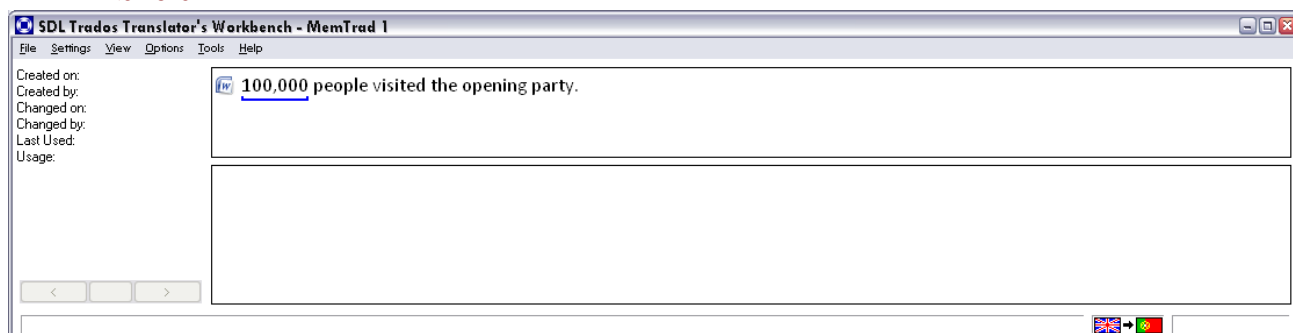 SDL Trados Translator's Workbench - MemTrad 1
File Settings View Options Tools Help
Created on:
Created by:
Changed on:
Changed by:
Last Used:
Usage:
100,000 people visited the opening party.
< >